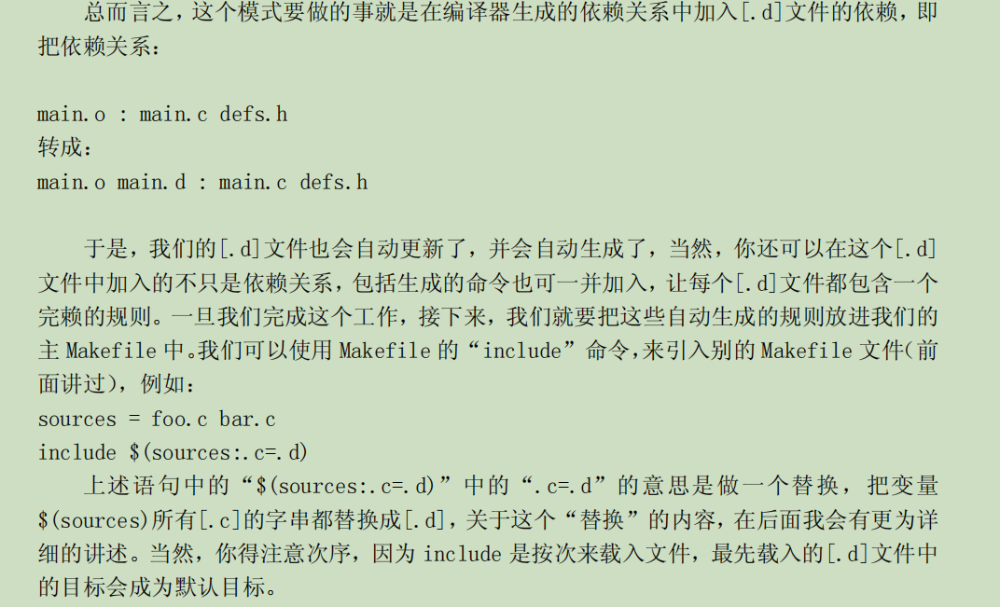 总而言之，这个模式要做的事就是在编译器生成的依赖关系中加入[.d]文件的依赖，即
把依赖关系：
main.o : main.c defs.h
转成：
main.o main.d : main.c defs.h
于是，我们的[.d]文件也会自动更新了，并会自动生成了，当然，你还可以在这个[.d]
文件中加入的不只是依赖关系，包括生成的命令也可一并加入，让每个[.d]文件都包含一个
完赖的规则。一旦我们完成这个工作，接下来，我们就要把这些自动生成的规则放进我们的
主 Makefile 中。我们可以使用 Makefile 的“include”命令，来引入别的 Makefile 文件（前
面讲过），例如：
sources = foo.c bar.c
include $(sources:.c=.d)
上述语句中的“$(sources:.c=.d)”中的“.c=.d”的意思是做一个替换，把变量
$(sources)所有[.c]的字串都替换成[.d]，关于这个“替换”的内容，在后面我会有更为详
细的讲述。当然，你得注意次序，因为 include 是按次来载入文件，最先载入的[.d]文件中
的目标会成为默认目标。